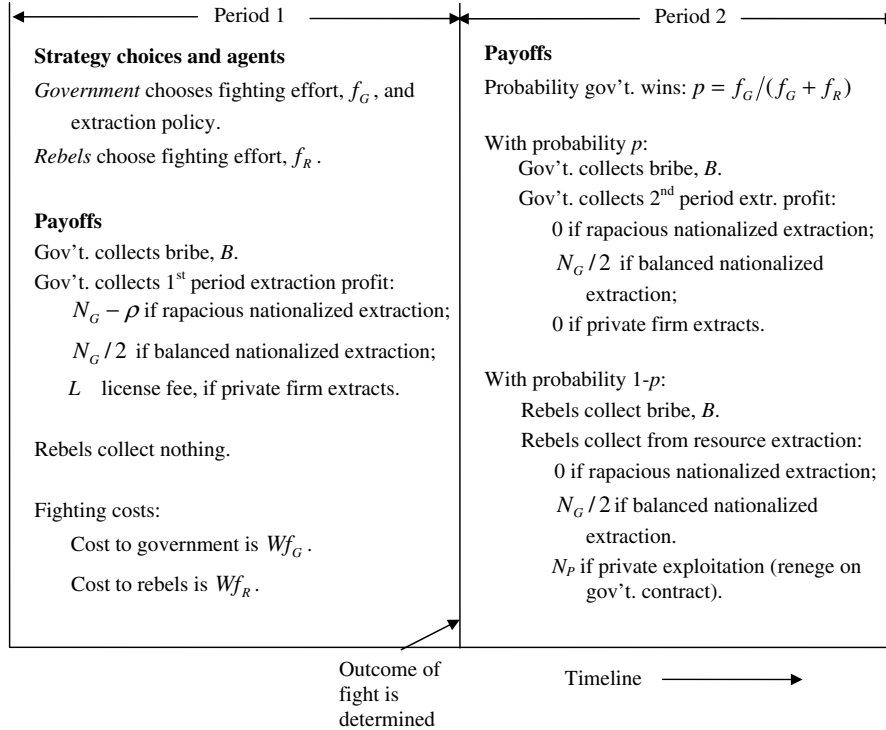 Period 1
Strategy choices and agents
Government chooses fighting effort, f_G, and
extraction policy.
Rebels choose fighting effort, f_R.
Payoffs
Gov't. collects bribe, B.
Gov't. collects 1st period extraction profit:
N_G − ρ if rapacious nationalized extraction;
N_G/2 if balanced nationalized extraction;
L license fee, if private firm extracts.
Rebels collect nothing.
Fighting costs:
Cost to government is Wf_G.
Cost to rebels is Wf_R.
Period 2
Payoffs
Probability gov't. wins: p = f_G/(f_G + f_R)
With probability p:
Gov't. collects bribe, B.
Gov't. collects 2nd period extr. profit:
0 if rapacious nationalized extraction;
N_G/2 if balanced nationalized
extraction;
0 if private firm extracts.
With probability 1-p:
Rebels collect bribe, B.
Rebels collect from resource extraction:
0 if rapacious nationalized extraction;
N_G/2 if balanced nationalized
extraction.
N_P if private exploitation (renege on
gov't. contract).
Outcome of
fight is
determined
Timeline